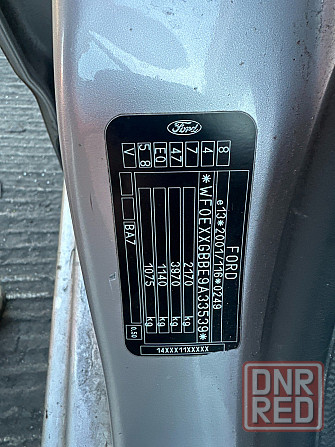 Ford
FORD
e13*2001/116*0249
*WF0EXXGBBE9A33539*
2170 kg
3970 kg
1140 kg
1075 kg
BA7
0,50
8
4
7
47
E0
5 8
V
14XXX11XXXXX
DNR
RED